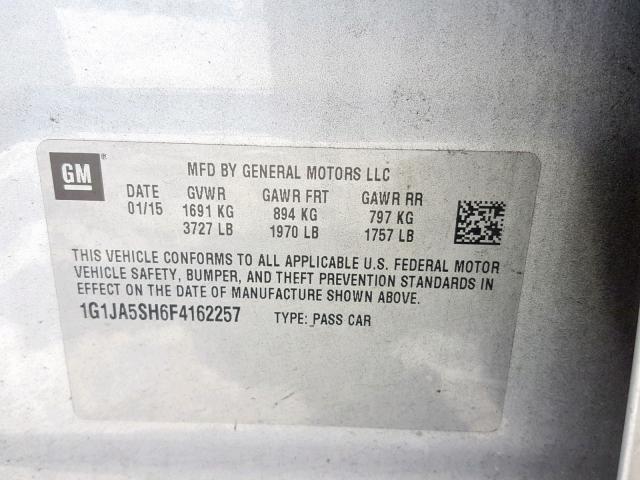 GM ®
MFD BY GENERAL MOTORS LLC
DATE GVWR GAWR FRT GAWR RR
01/15 1691 KG 894 KG 797 KG
3727 LB 1970 LB 1757 LB
THIS VEHICLE CONFORMS TO ALL APPLICABLE U.S. FEDERAL MOTOR
VEHICLE SAFETY, BUMPER, AND THEFT PREVENTION STANDARDS IN
EFFECT ON THE DATE OF MANUFACTURE SHOWN ABOVE.
1G1JA5SH6F4162257 TYPE: PASS CAR